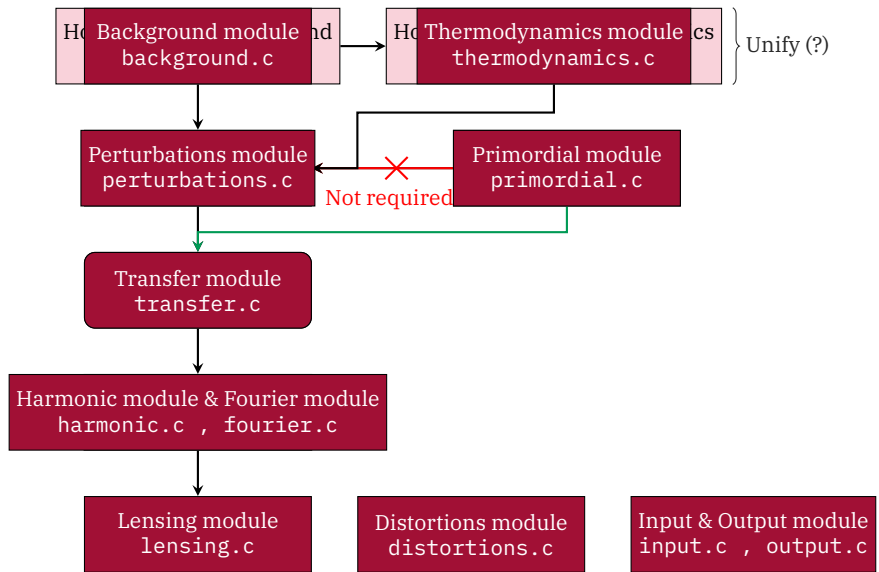 Background module
background.c
Thermodynamics module
thermodynamics.c
Unify (?)
Perturbations module
perturbations.c
Not required
Primordial module
primordial.c
Transfer module
transfer.c
Harmonic module & Fourier module
harmonic.c , fourier.c
Lensing module
lensing.c
Distortions module
distortions.c
Input & Output module
input.c , output.c